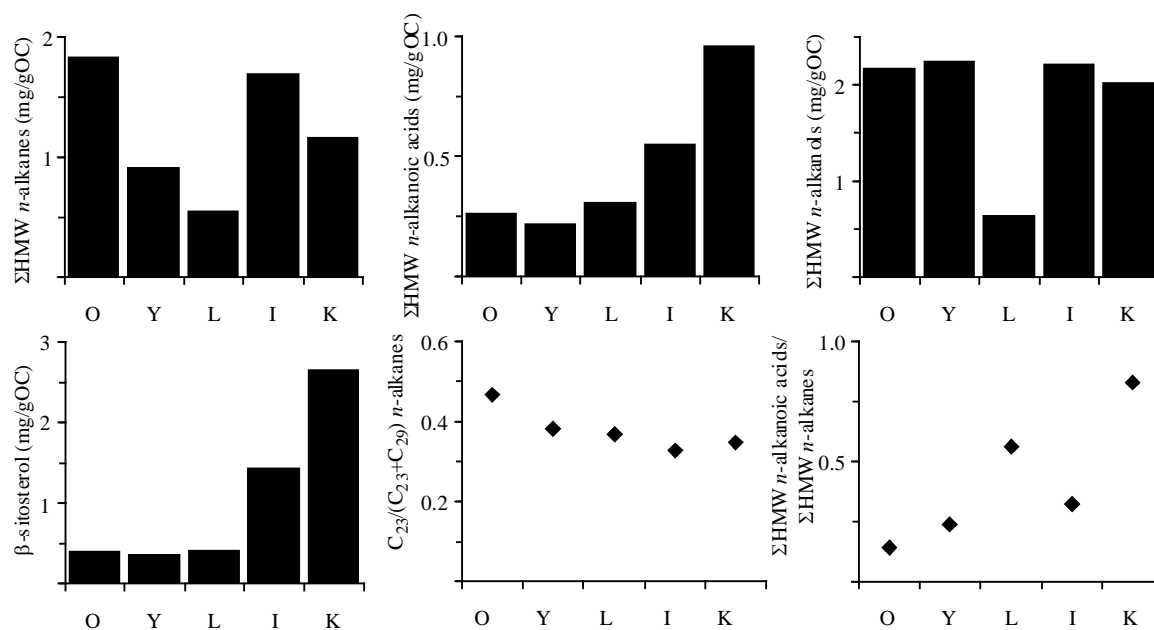 ΣHMW n-alkanes (mg/gOC)
2
1
O Y L I K
ΣHMW n-alkanoic acids (mg/gOC)
1.0
0.5
O Y L I K
ΣHMW n-alkanols (mg/gOC)
2
1
O Y L I K
β-sitosterol (mg/gOC)
3
2
1
O Y L I K
C23/(C23+C29) n-alkanes
0.6
0.4
0.2
O Y L I K
ΣHMW n-alkanoic acids/
ΣHMW n-alkanes
1.0
0.5
O Y L I K